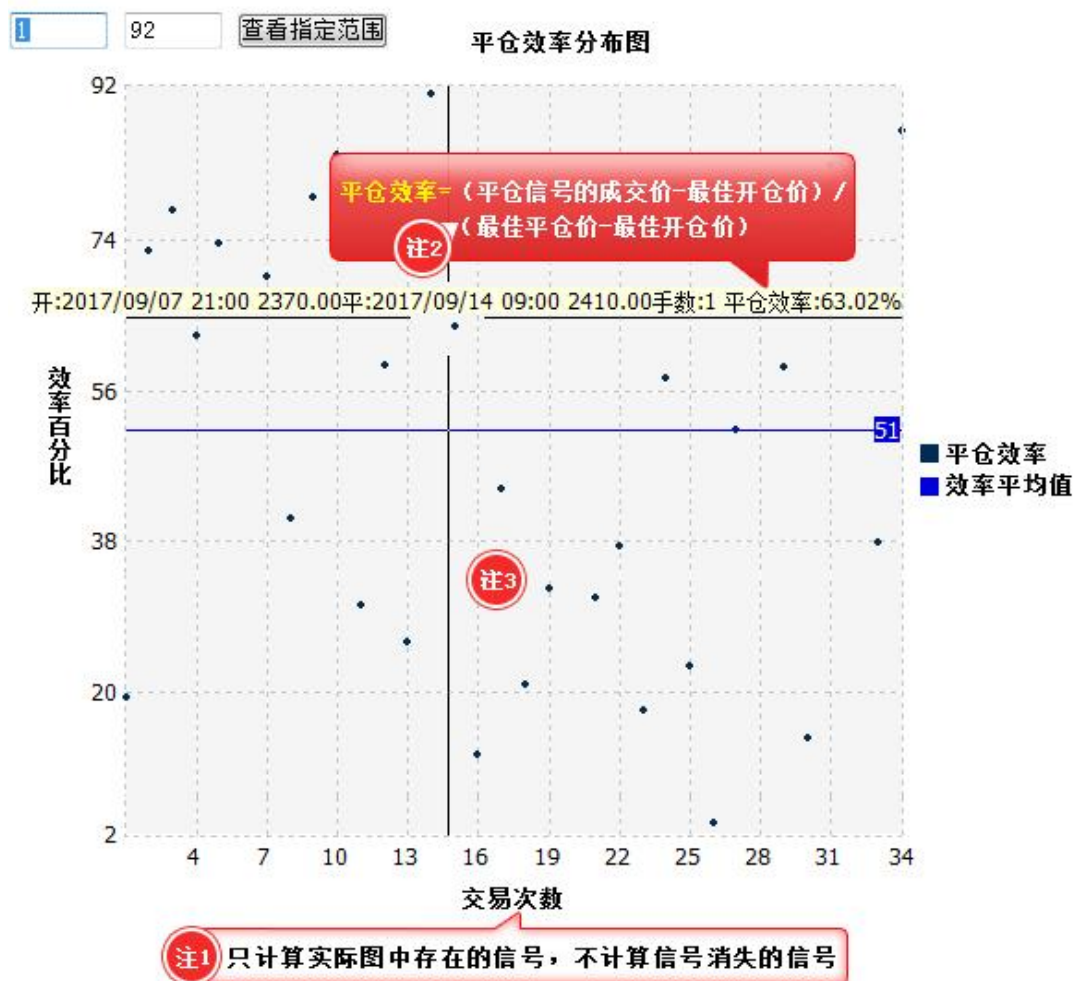 1 92 查看指定范围
平仓效率分布图
92
平仓效率=(平仓信号的成交价-最佳开仓价)/
(最佳平仓价-最佳开仓价)
注2
74
开:2017/09/07 21:00 2370.00平:2017/09/14 09:00 2410.00手数:1 平仓效率:63.02%
效率百分比
56
51
平仓效率
效率平均值
38
注3
20
2
4 7 10 13 16 19 22 25 28 31 34
交易次数
注1 只计算实际图中存在的信号，不计算信号消失的信号